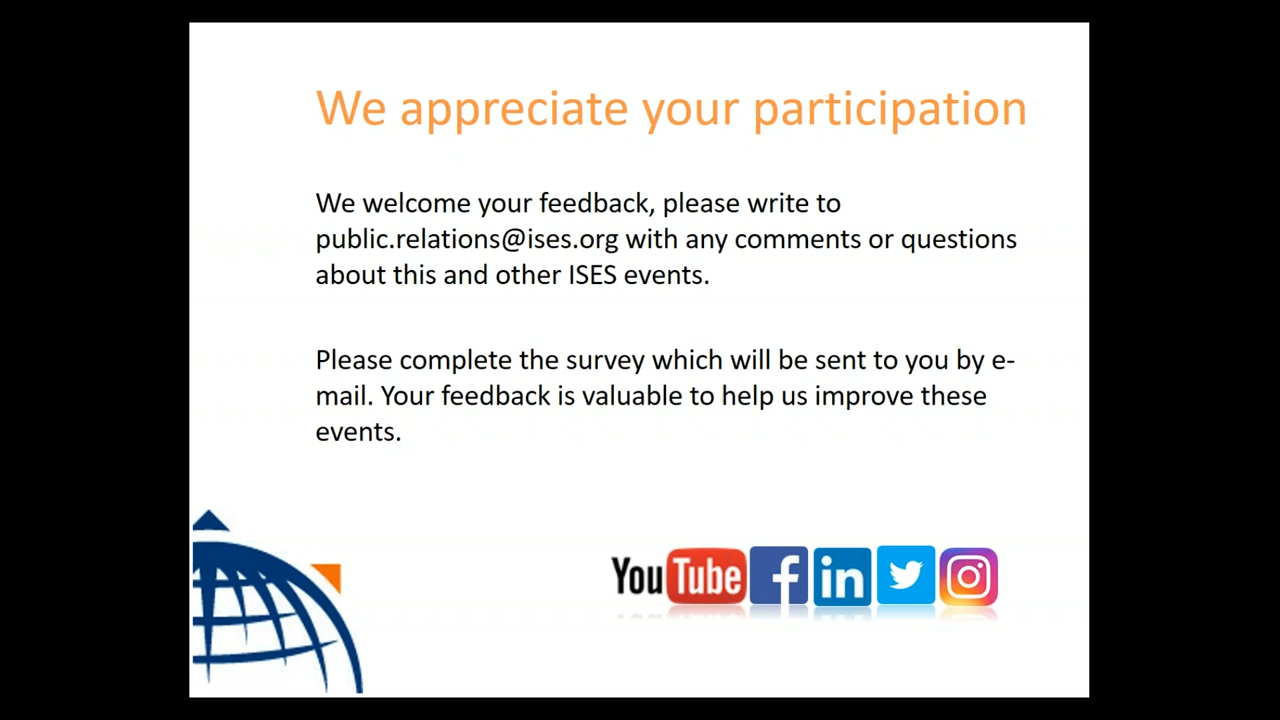 We appreciate your participation
We welcome your feedback, please write to
public.relations@ises.org with any comments or questions
about this and other ISES events.
Please complete the survey which will be sent to you by e-
mail. Your feedback is valuable to help us improve these
events.
YouTube f in